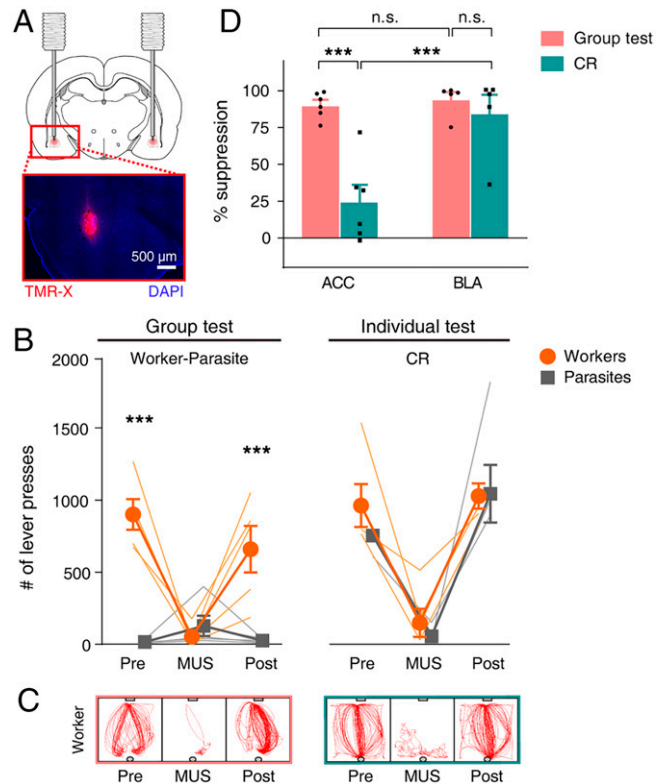 A
500 µm
TMR-X DAPI
D
n.s. n.s.
*** ***
Group test
CR
% suppression
100
75
50
25
0
ACC BLA
B
Group test Individual test
Worker-Parasite CR
Workers
Parasites
# of lever presses
2000
1500
1000
500
0
*** ***
Pre MUS Post Pre MUS Post
C
Worker
Pre MUS Post Pre MUS Post